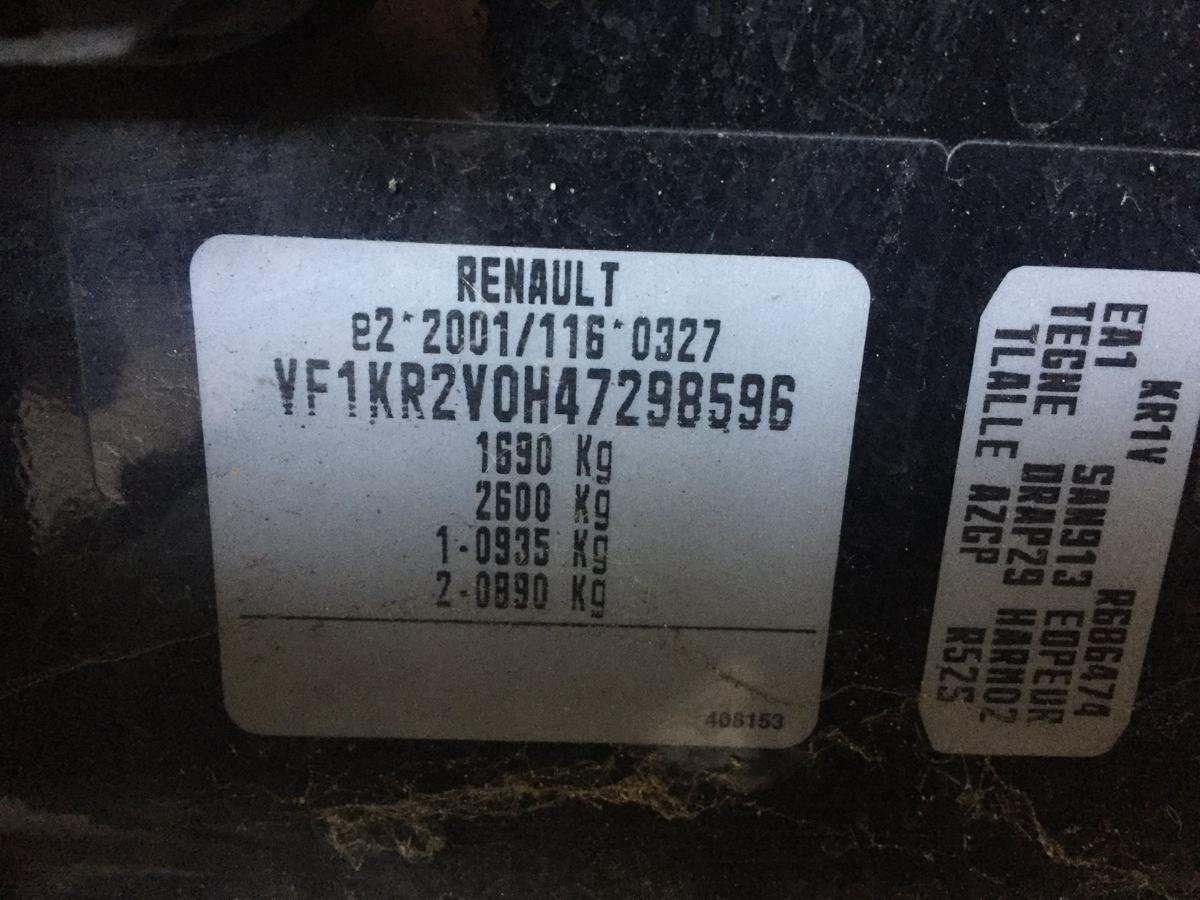 RENAULT
e2*2001/116*0327
VF1KR2V0H47298596
1690 Kg
2600 Kg
1-0935 Kg
2-0890 Kg
408153
KR1V R686474
EA1 SAN913 EOPEUR
TEGNE DRAP29 HARM02
TLALLE AZGP R525